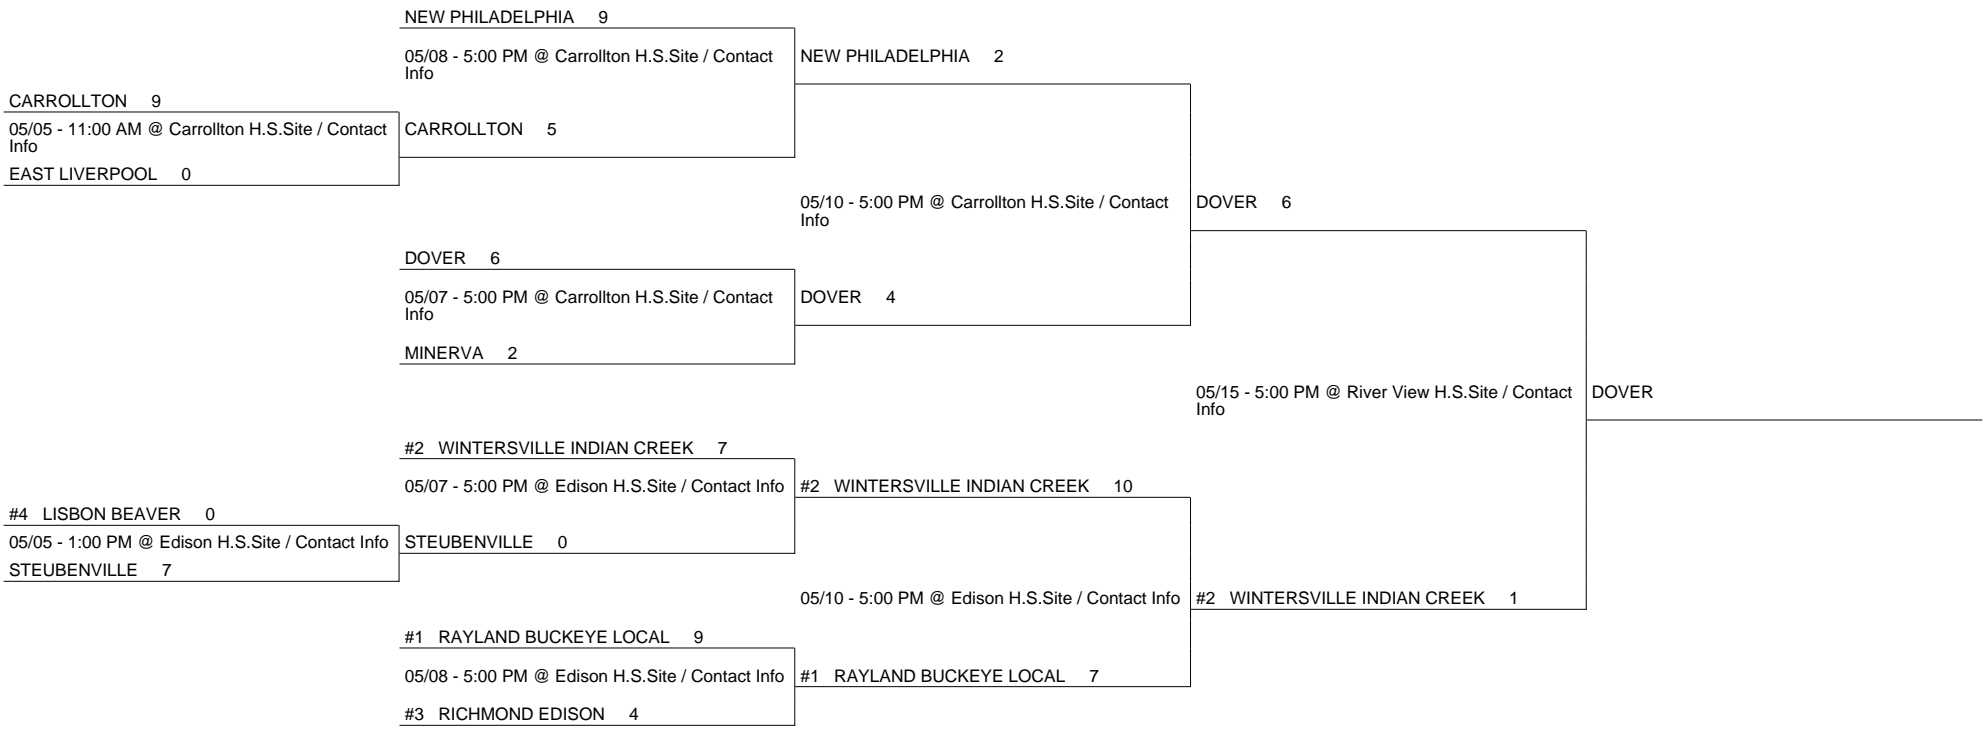 NEW PHILADELPHIA 9
05/08 - 5:00 PM @ Carrollton H.S.Site / Contact
Info
NEW PHILADELPHIA 2
CARROLLTON 9
05/05 - 11:00 AM @ Carrollton H.S.Site / Contact
Info
EAST LIVERPOOL 0
CARROLLTON 5
05/10 - 5:00 PM @ Carrollton H.S.Site / Contact
Info
DOVER 6
DOVER 6
05/07 - 5:00 PM @ Carrollton H.S.Site / Contact
Info
MINERVA 2
DOVER 4
05/15 - 5:00 PM @ River View H.S.Site / Contact
Info
DOVER
#2 WINTERSVILLE INDIAN CREEK 7
05/07 - 5:00 PM @ Edison H.S.Site / Contact Info
#2 WINTERSVILLE INDIAN CREEK 10
#4 LISBON BEAVER 0
05/05 - 1:00 PM @ Edison H.S.Site / Contact Info
STEUBENVILLE 7
STEUBENVILLE 0
05/10 - 5:00 PM @ Edison H.S.Site / Contact Info
#2 WINTERSVILLE INDIAN CREEK 1
#1 RAYLAND BUCKEYE LOCAL 9
05/08 - 5:00 PM @ Edison H.S.Site / Contact Info
#3 RICHMOND EDISON 4
#1 RAYLAND BUCKEYE LOCAL 7